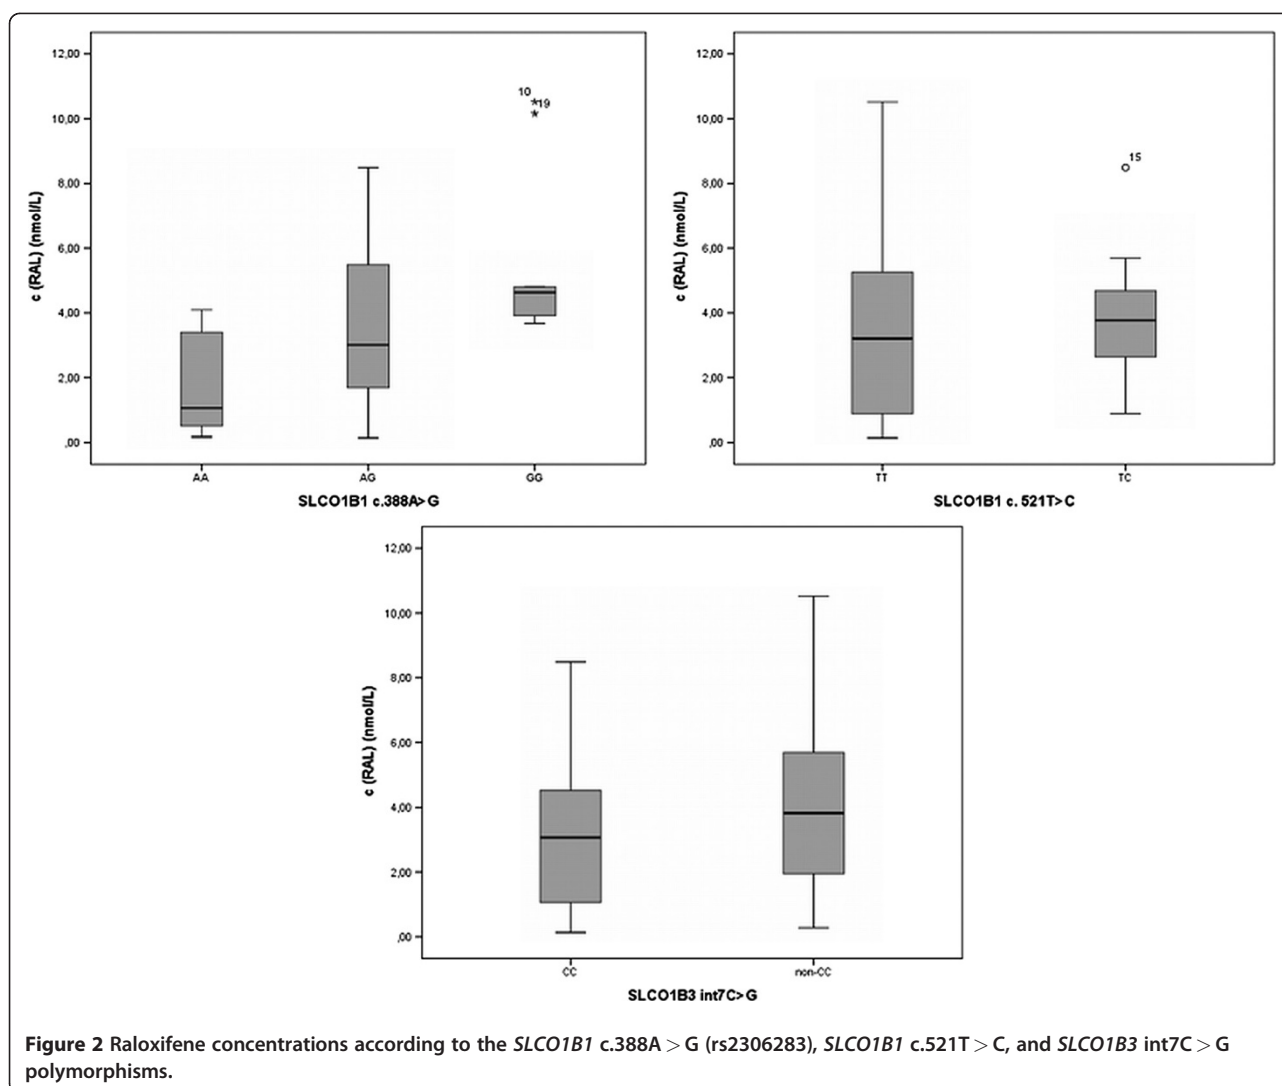 12,00
10,00
8,00
6,00
4,00
2,00
,00
c (RAL) (nmol/L)
10
19
AA AG GG
SLCO1B1 c.388A>G
12,00
10,00
8,00
6,00
4,00
2,00
,00
c (RAL) (nmol/L)
15
TT TC
SLCO1B1 c. 521T>C
12,00
10,00
8,00
6,00
4,00
2,00
,00
c (RAL) (nmol/L)
CC non-CC
SLCO1B3 int7C>G
Figure 2 Raloxifene concentrations according to the SLCO1B1 c.388A > G (rs2306283), SLCO1B1 c.521T > C, and SLCO1B3 int7C > G
polymorphisms.